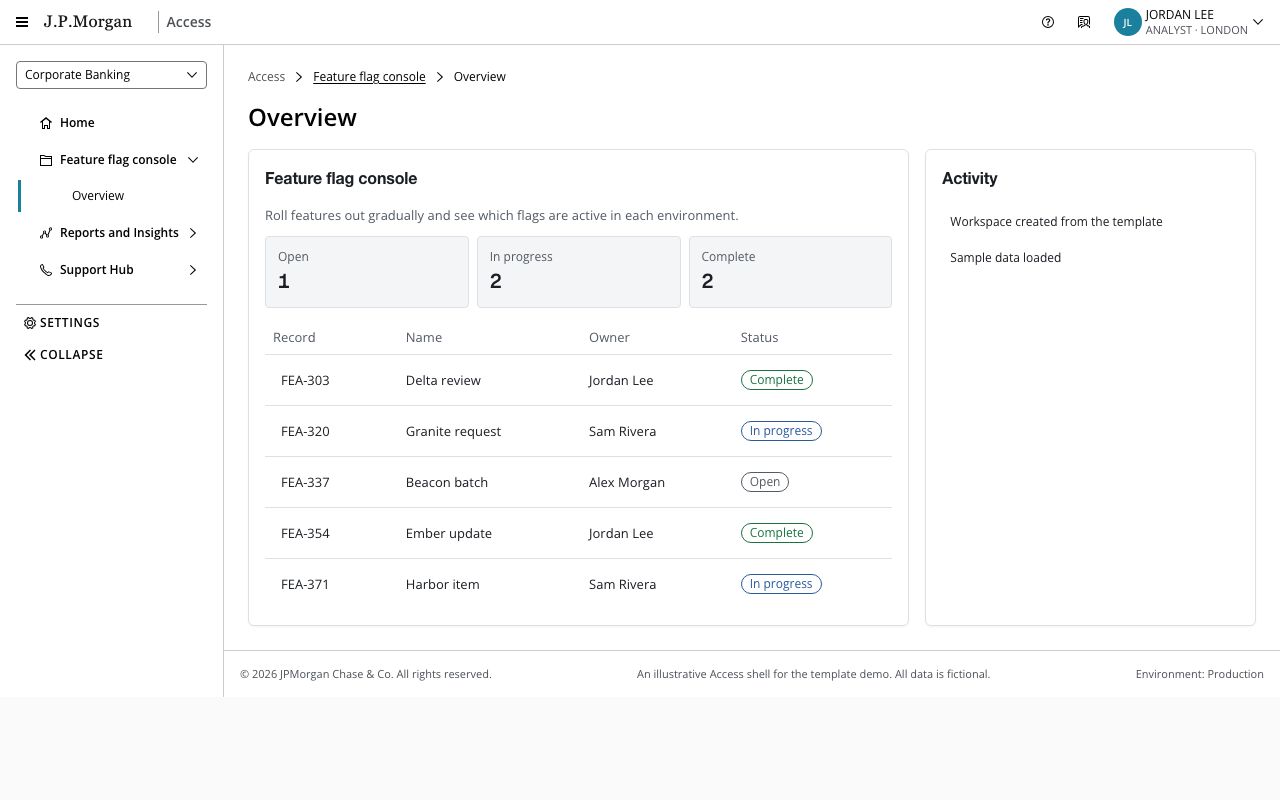 J.P.Morgan
Access
JL
JORDAN LEE
ANALYST · LONDON
Corporate Banking
Home
Feature flag console
Overview
Reports and Insights
Support Hub
SETTINGS
COLLAPSE
Access
Feature flag console
Overview
Overview
Feature flag console
Roll features out gradually and see which flags are active in each environment.
Open
1
In progress
2
Complete
2
Record Name Owner Status
FEA-303 Delta review Jordan Lee Complete
FEA-320 Granite request Sam Rivera In progress
FEA-337 Beacon batch Alex Morgan Open
FEA-354 Ember update Jordan Lee Complete
FEA-371 Harbor item Sam Rivera In progress
Activity
Workspace created from the template
Sample data loaded
© 2026 JPMorgan Chase & Co. All rights reserved.
An illustrative Access shell for the template demo. All data is fictional.
Environment: Production